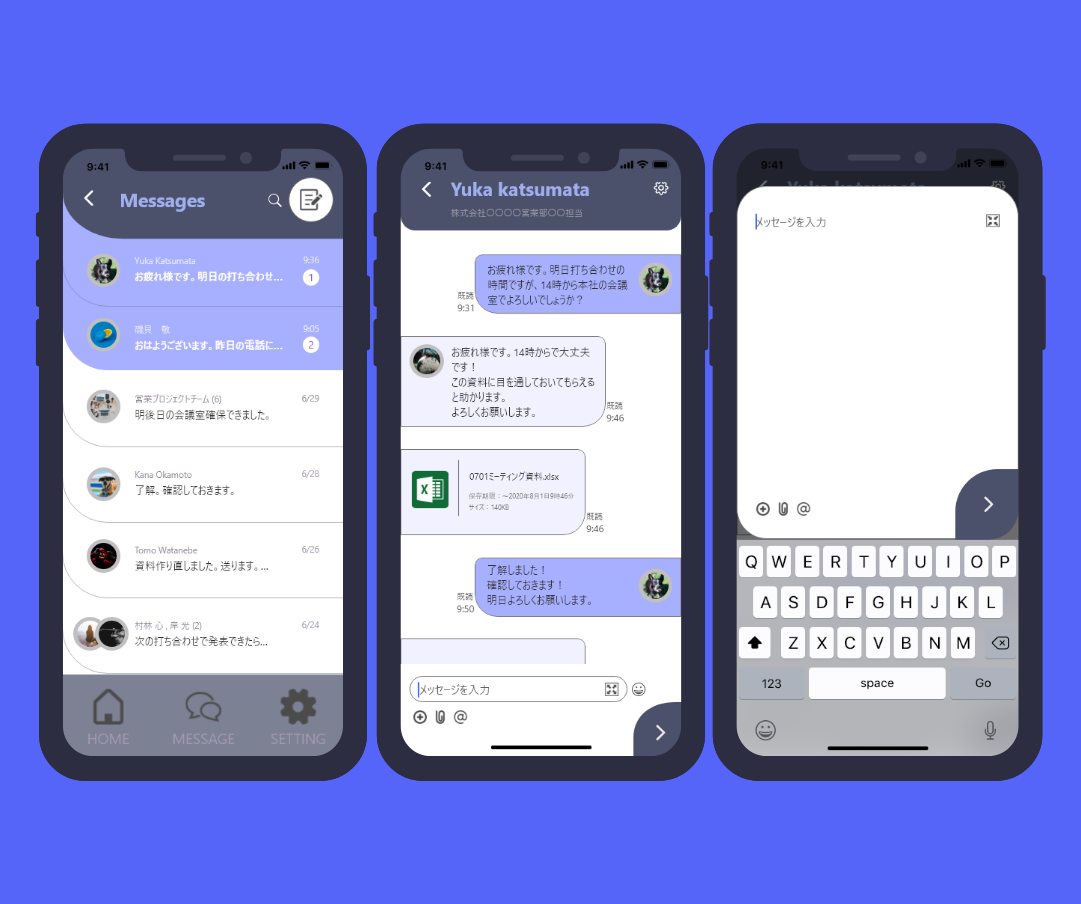 9:41
Messages
Yuka Katsumata
9:36
お疲れ様です。明日の打ち合わせ...
1
磯貝　敬
9:05
おはようございます。昨日の電話に...
2
営業プロジェクトチーム (6)
6/29
明後日の会議室確保できました。
Kana Okamoto
6/28
了解。確認しておきます。
Tomo Watanebe
6/26
資料作り直しました。送ります。...
村林 心 , 岸 光 (2)
6/24
次の打ち合わせで発表できたら...
HOME
MESSAGE
SETTING
9:41
Yuka katsumata
株式会社〇〇〇〇営業部〇〇担当
お疲れ様です。明日打ち合わせの
時間ですが、14時から本社の会議
室でよろしいでしょうか？
既読
9:31
お疲れ様です。14時からで大丈夫
です！
この資料に目を通しておいてもらえる
と助かります。
よろしくお願いします。
既読
9:46
0701ミーティング資料.xlsx
保存期限：～2020年8月1日9時46分
サイズ：140KB
既読
9:46
了解しました！
確認しておきます！
明日よろしくお願いします。
既読
9:50
メッセージを入力
@
9:41
Yuka katsumata
メッセージを入力
@
Q W E R T Y U I O P
A S D F G H J K L
Z X C V B N M
123
space
Go